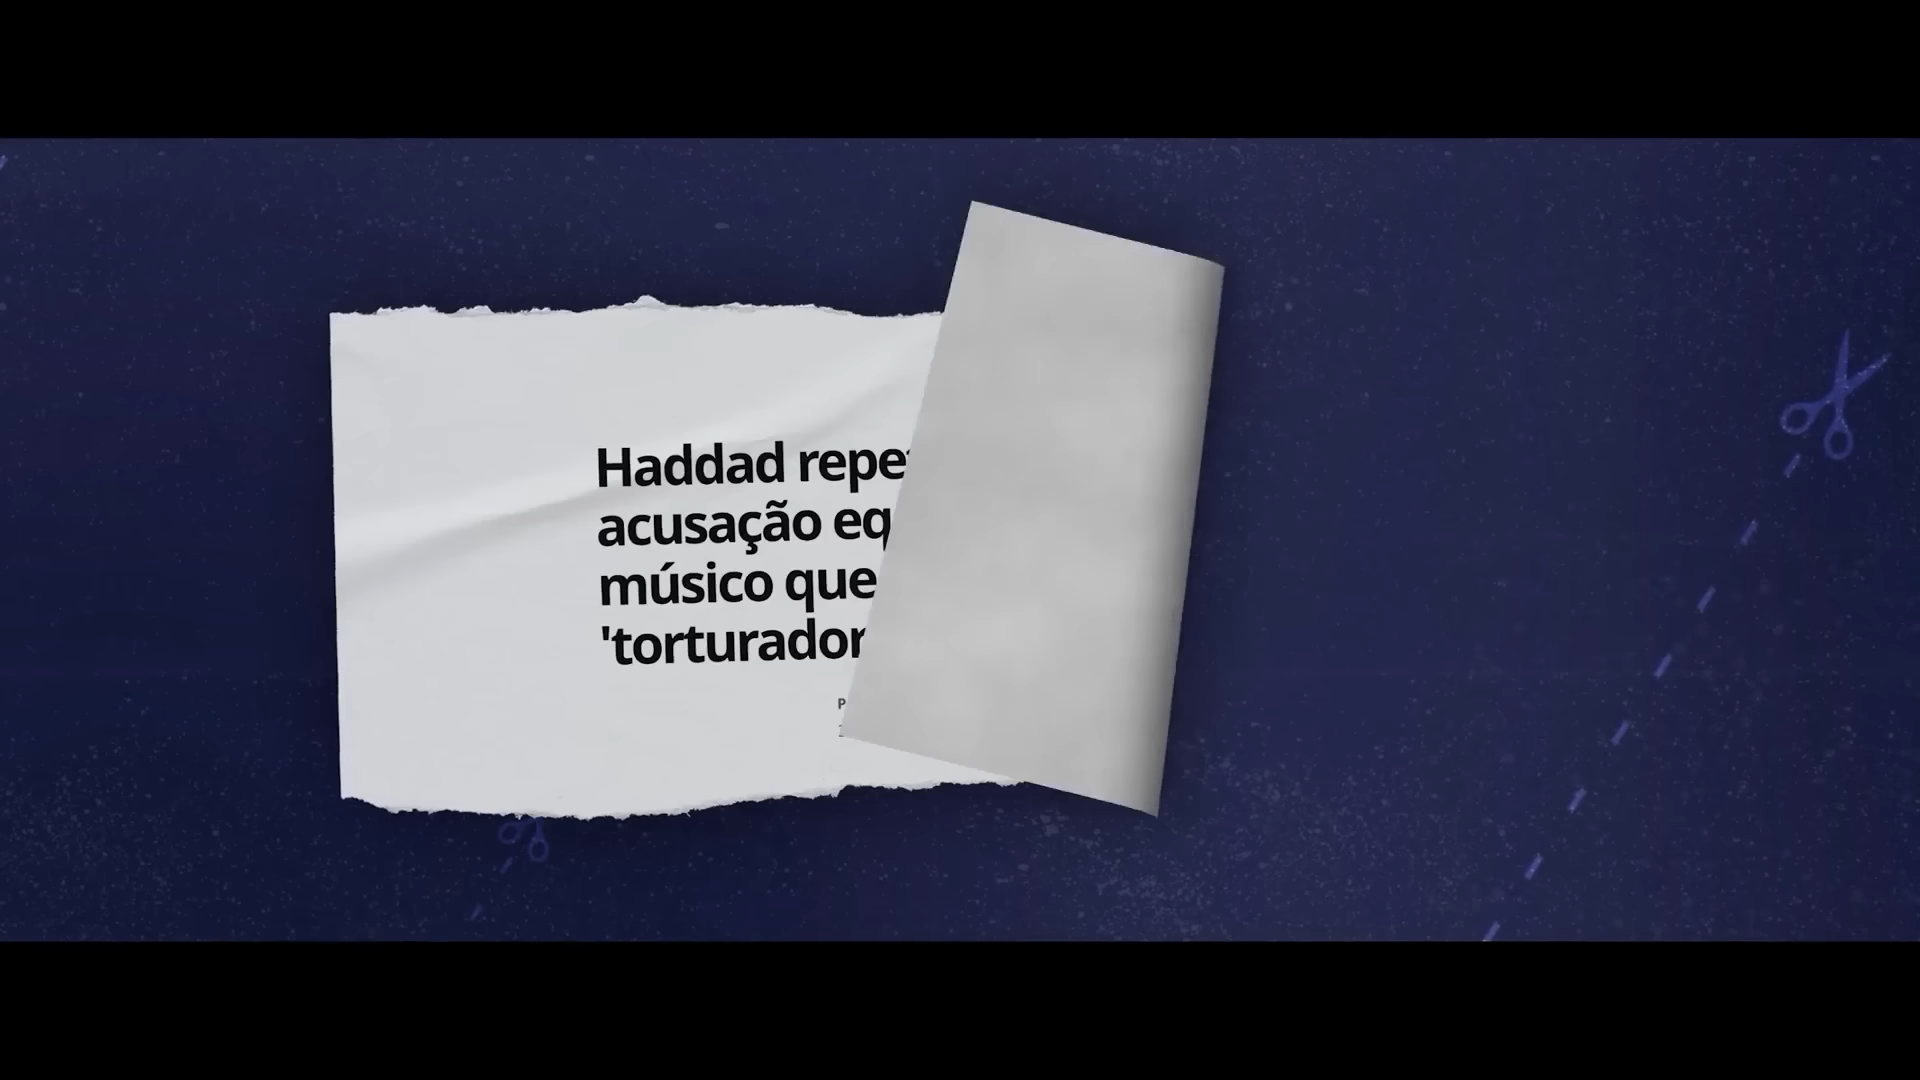 Haddad repe
acusação eq
músico que
'torturador
P